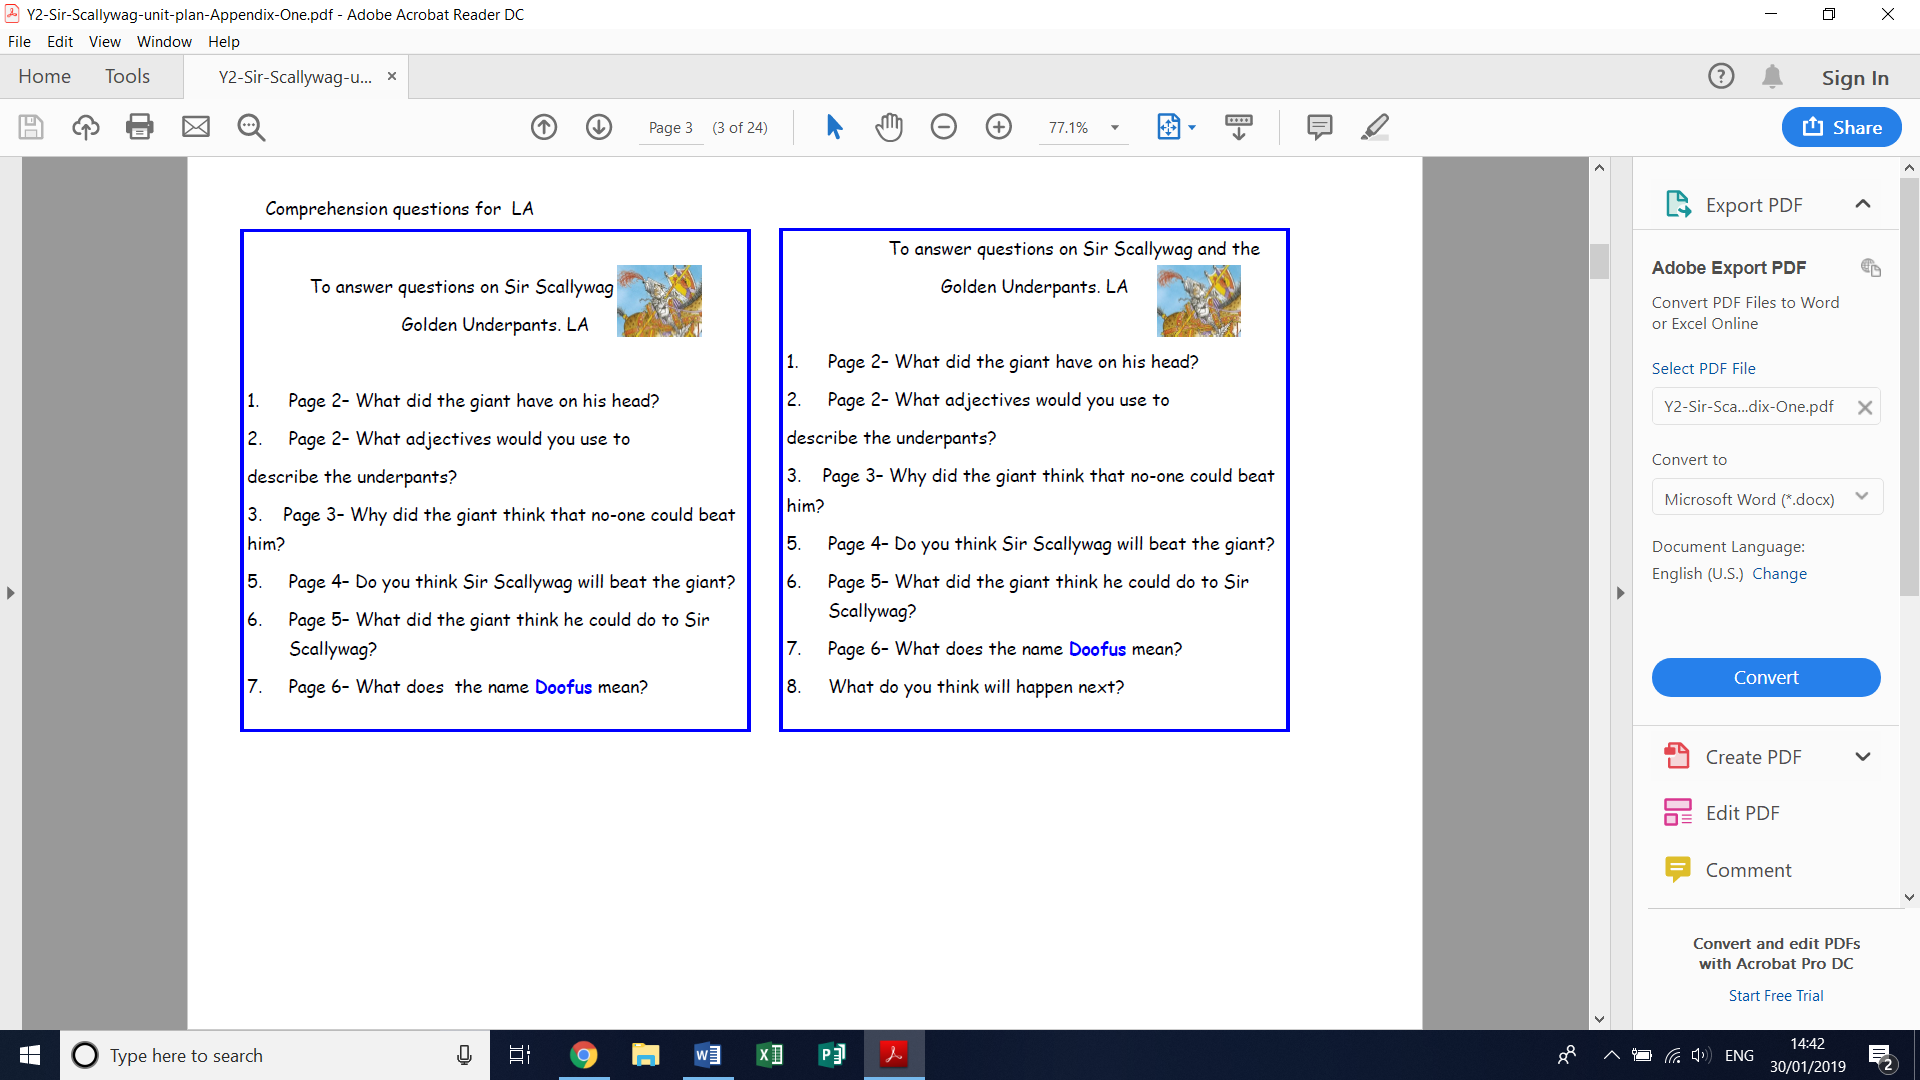 Y2-Sir-Scallywag-unit-plan-Appendix-One.pdf - Adobe Acrobat Reader DC
File Edit View Window Help
Home Tools Y2-Sir-Scallywag-u... Sign In
Page 3 (3 of 24) 77.1% Share
Comprehension questions for LA
To answer questions on Sir Scallywag
Golden Underpants. LA
1. Page 2- What did the giant have on his head?
2. Page 2- What adjectives would you use to
describe the underpants?
3. Page 3- Why did the giant think that no-one could beat
him?
5. Page 4- Do you think Sir Scallywag will beat the giant?
6. Page 5- What did the giant think he could do to Sir
Scallywag?
7. Page 6- What does the name Doofus mean?
To answer questions on Sir Scallywag and the
Golden Underpants. LA
1. Page 2- What did the giant have on his head?
2. Page 2- What adjectives would you use to
describe the underpants?
3. Page 3- Why did the giant think that no-one could beat
him?
5. Page 4- Do you think Sir Scallywag will beat the giant?
6. Page 5- What did the giant think he could do to Sir
Scallywag?
7. Page 6- What does the name Doofus mean?
8. What do you think will happen next?
Export PDF
Adobe Export PDF
Convert PDF Files to Word
or Excel Online
Select PDF File
Y2-Sir-Sca...dix-One.pdf
Convert to
Microsoft Word (*.docx)
Document Language:
English (U.S.) Change
Convert
Create PDF
Edit PDF
Comment
Convert and edit PDFs
with Acrobat Pro DC
Start Free Trial
Type here to search
ENG
14:42
30/01/2019
2